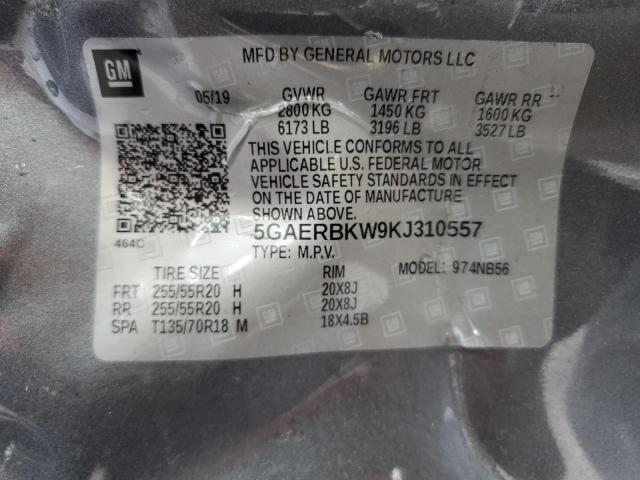 GM
MFD BY GENERAL MOTORS LLC
05/19 GVWR GAWR FRT GAWR RR
2800 KG 1450 KG 1600 KG
6173 LB 3196 LB 3527 LB
THIS VEHICLE CONFORMS TO ALL
APPLICABLE U.S. FEDERAL MOTOR
VEHICLE SAFETY STANDARDS IN EFFECT
ON THE DATE OF MANUFACTURE
SHOWN ABOVE.
464C
5GAERBKW9KJ310557
TYPE: M.P.V. MODEL: 974NB56
TIRE SIZE RIM
FRT 255/55R20 H 20X8J
RR 255/55R20 H 20X8J
SPA T135/70R18 M 18X4.5B